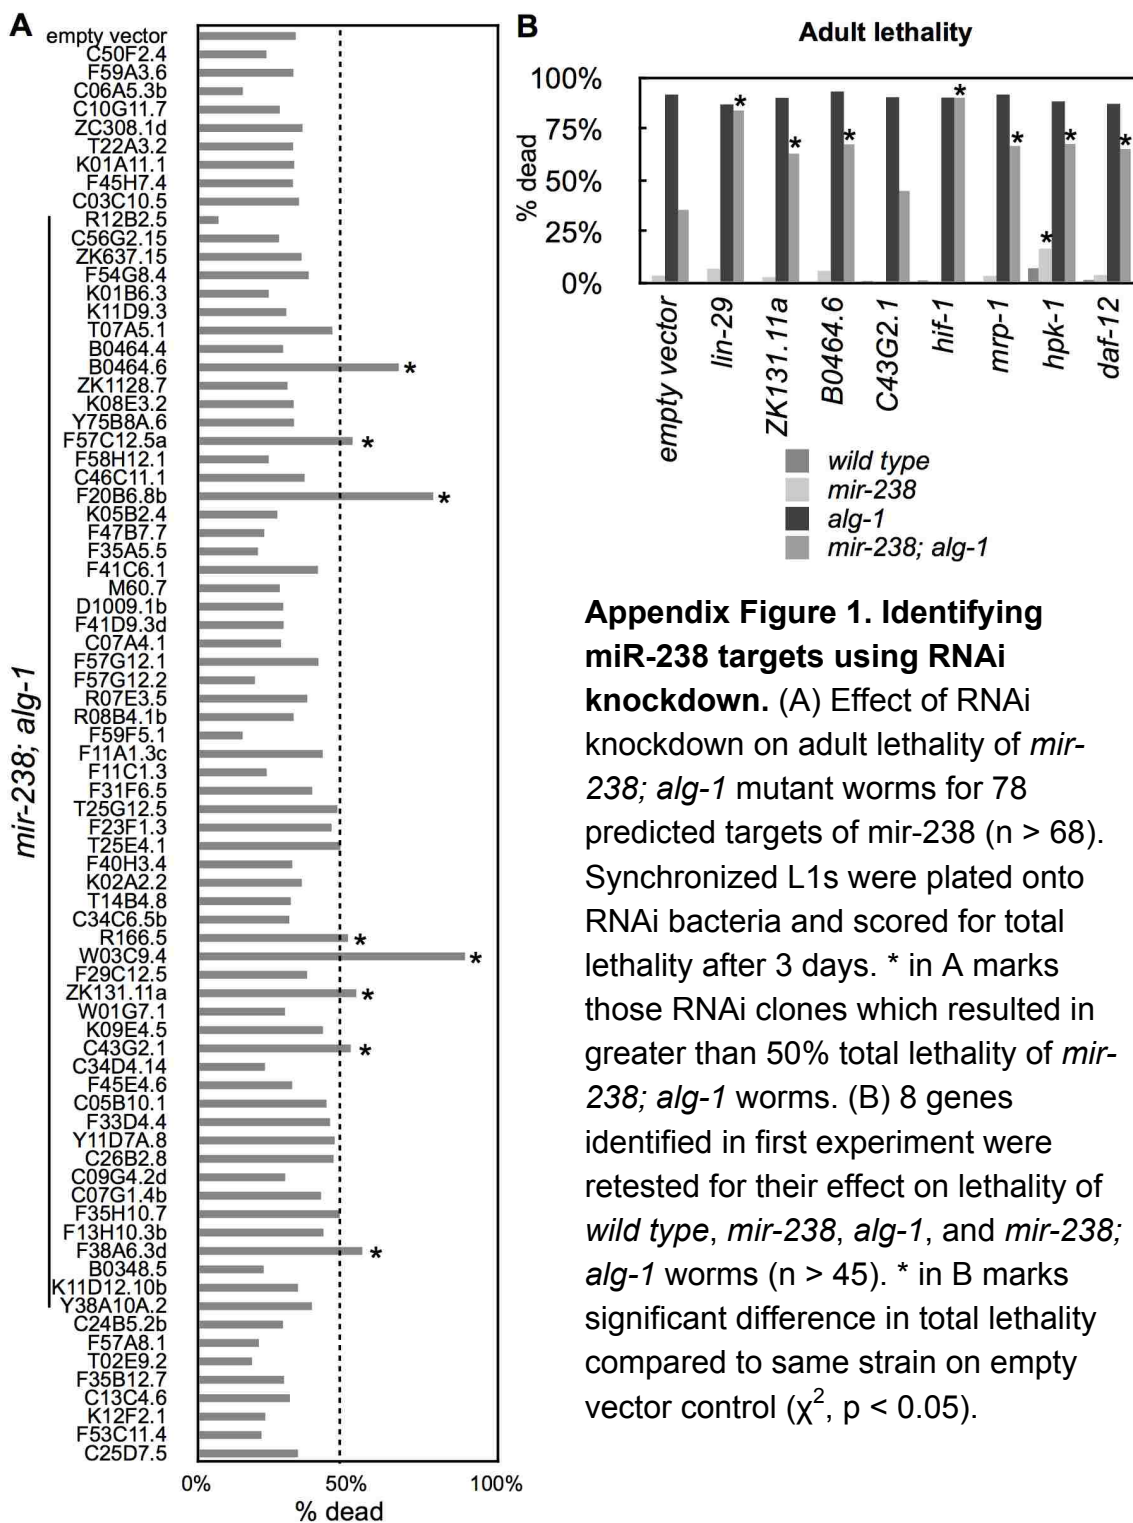 A
empty vector
C50F2.4
F59A3.6
C06A5.3b
C10G11.7
ZC308.1d
T22A3.2
K01A11.1
F45H7.4
C03C10.5
R12B2.5
C56G2.15
ZK637.15
F54G8.4
K01B6.3
K11D9.3
T07A5.1
B0464.4
B0464.6
*
ZK1128.7
K08E3.2
Y75B8A.6
F57C12.5a
*
F58H12.1
C46C11.1
F20B6.8b
*
K05B2.4
F47B7.7
F35A5.5
F41C6.1
M60.7
D1009.1b
F41D9.3d
C07A4.1
F57G12.1
F57G12.2
R07E3.5
R08B4.1b
F59F5.1
F11A1.3c
F11C1.3
F31F6.5
T25G12.5
F23F1.3
T25E4.1
F40H3.4
K02A2.2
T14B4.8
C34C6.5b
R166.5
*
W03C9.4
*
F29C12.5
ZK131.11a
*
W01G7.1
K09E4.5
C43G2.1
*
C34D4.14
F45E4.6
C05B10.1
F33D4.4
Y11D7A.8
C26B2.8
C09G4.2d
C07G1.4b
F35H10.7
F13H10.3b
F38A6.3d
*
B0348.5
K11D12.10b
Y38A10A.2
C24B5.2b
F57A8.1
T02E9.2
F35B12.7
C13C4.6
K12F2.1
F53C11.4
C25D7.5
mir-238; alg-1
0%
50%
100%
% dead
B
Adult lethality
100%
75%
50%
25%
0%
% dead
* * * * * * * *
empty vector
lin-29
ZK131.11a
B0464.6
C43G2.1
hif-1
mrp-1
hpk-1
daf-12
wild type
mir-238
alg-1
mir-238; alg-1
Appendix Figure 1. Identifying
miR-238 targets using RNAi
knockdown. (A) Effect of RNAi
knockdown on adult lethality of mir-
238; alg-1 mutant worms for 78
predicted targets of mir-238 (n > 68).
Synchronized L1s were plated onto
RNAi bacteria and scored for total
lethality after 3 days. * in A marks
those RNAi clones which resulted in
greater than 50% total lethality of mir-
238; alg-1 worms. (B) 8 genes
identified in first experiment were
retested for their effect on lethality of
wild type, mir-238, alg-1, and mir-238;
alg-1 worms (n > 45). * in B marks
significant difference in total lethality
compared to same strain on empty
vector control (χ², p < 0.05).